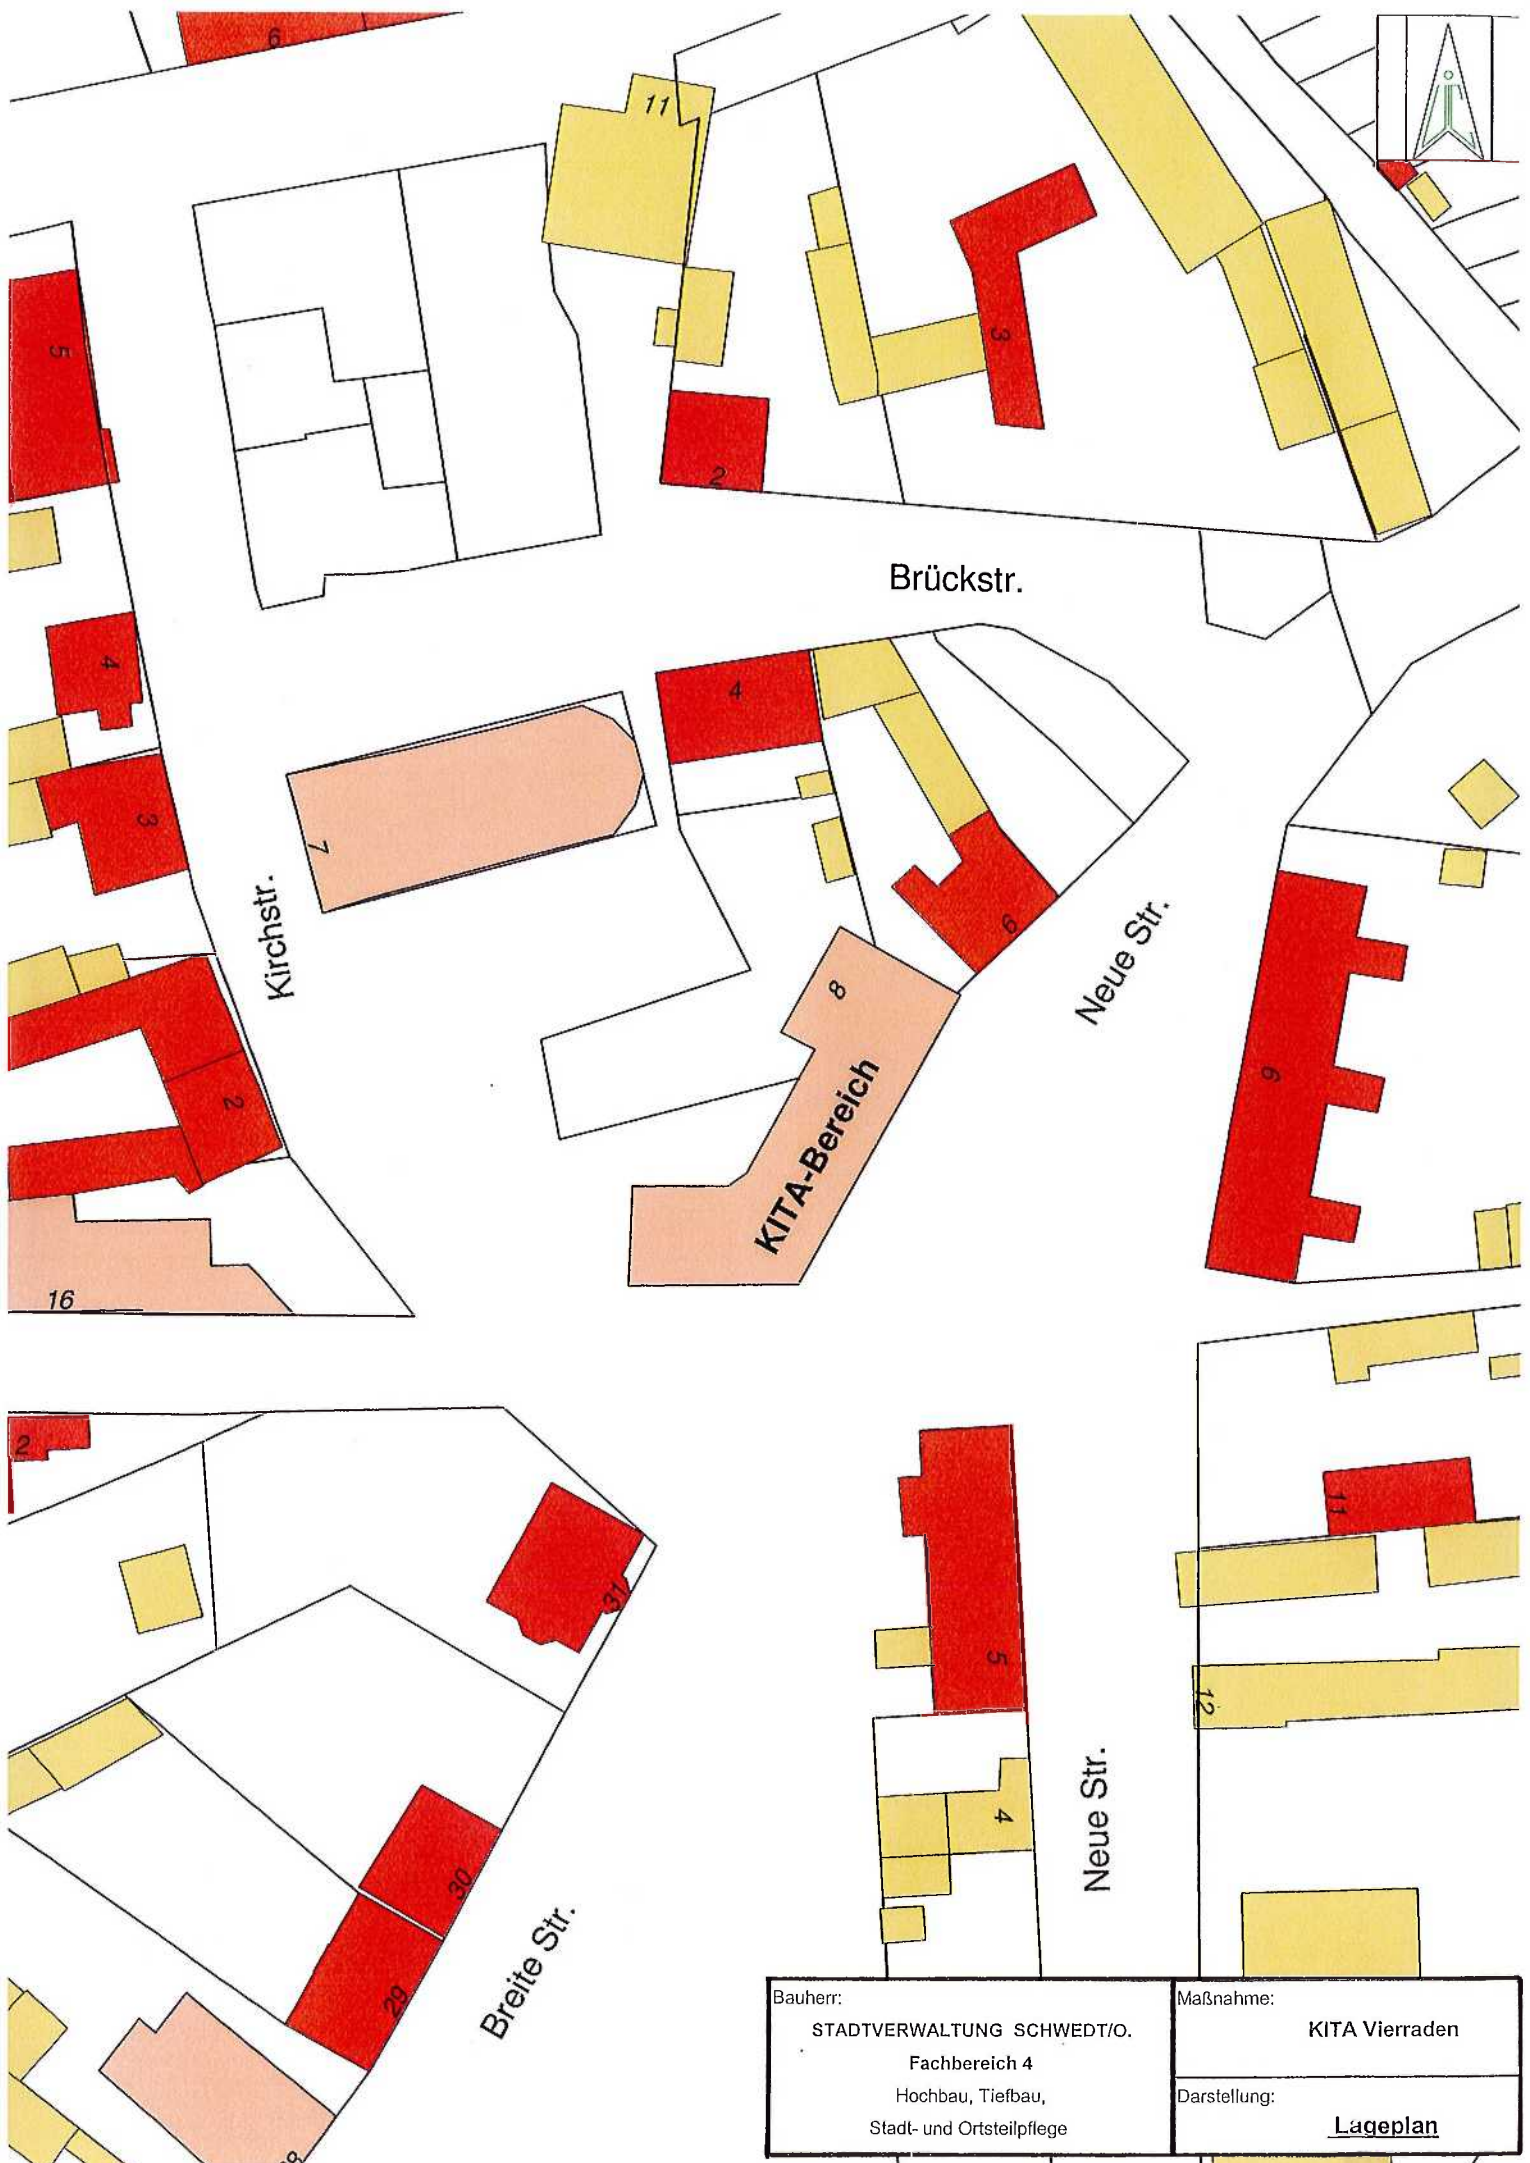 6
11
5
3
2
Brückstr.
4
4
3
7
Kirchstr.
6
Neue Str.
8
KITA-Bereich
6
2
16
2
31
11
5
12
4
Neue Str.
30
29
Breite Str.
Bauherr:
STADTVERWALTUNG SCHWEDT/O.
Fachbereich 4
Hochbau, Tiefbau,
Stadt- und Ortsteilpflege
Maßnahme:
KITA Vierraden
Darstellung:
Lageplan